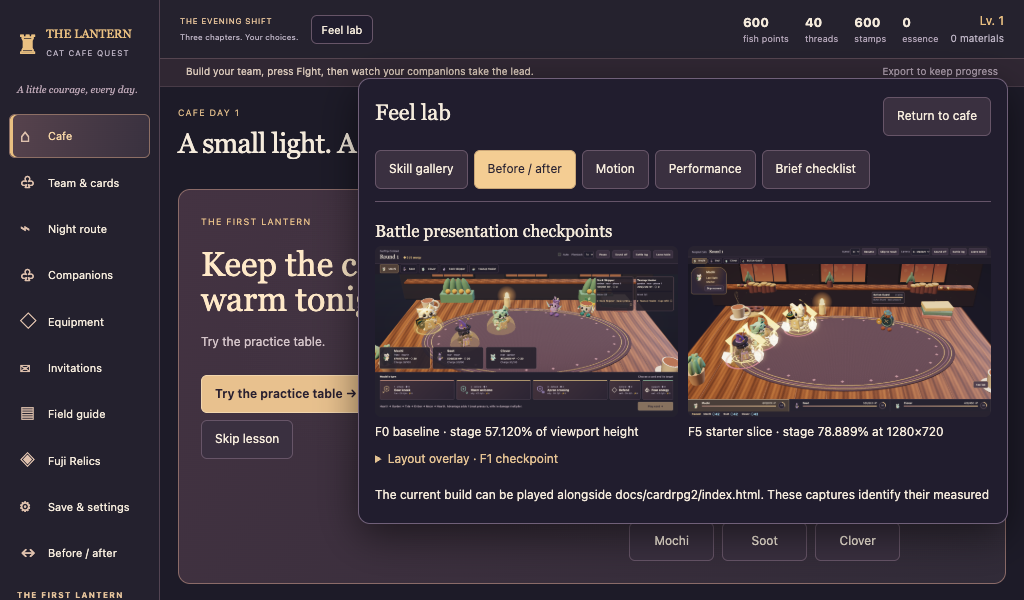 THE LANTERN
CAT CAFE QUEST
A little courage, every day.
Cafe
Team & cards
Night route
Companions
Equipment
Invitations
Field guide
Fuji Relics
Save & settings
Before / after
THE FIRST LANTERN
THE EVENING SHIFT
Three chapters. Your choices.
Feel lab
600
fish points
40
threads
600
stamps
0
essence
Lv. 1
0 materials
Build your team, press Fight, then watch your companions take the lead.
Export to keep progress
CAFE DAY 1
A small light. A
THE FIRST LANTERN
Keep the c
warm tonig
Try the practice table.
Try the practice table →
Skip lesson
Mochi
Soot
Clover
Feel lab
Return to cafe
Skill gallery
Before / after
Motion
Performance
Brief checklist
Battle presentation checkpoints
F0 baseline · stage 57.120% of viewport height
F5 starter slice · stage 78.889% at 1280×720
Layout overlay · F1 checkpoint
The current build can be played alongside docs/cardrpg2/index.html. These captures identify their measured